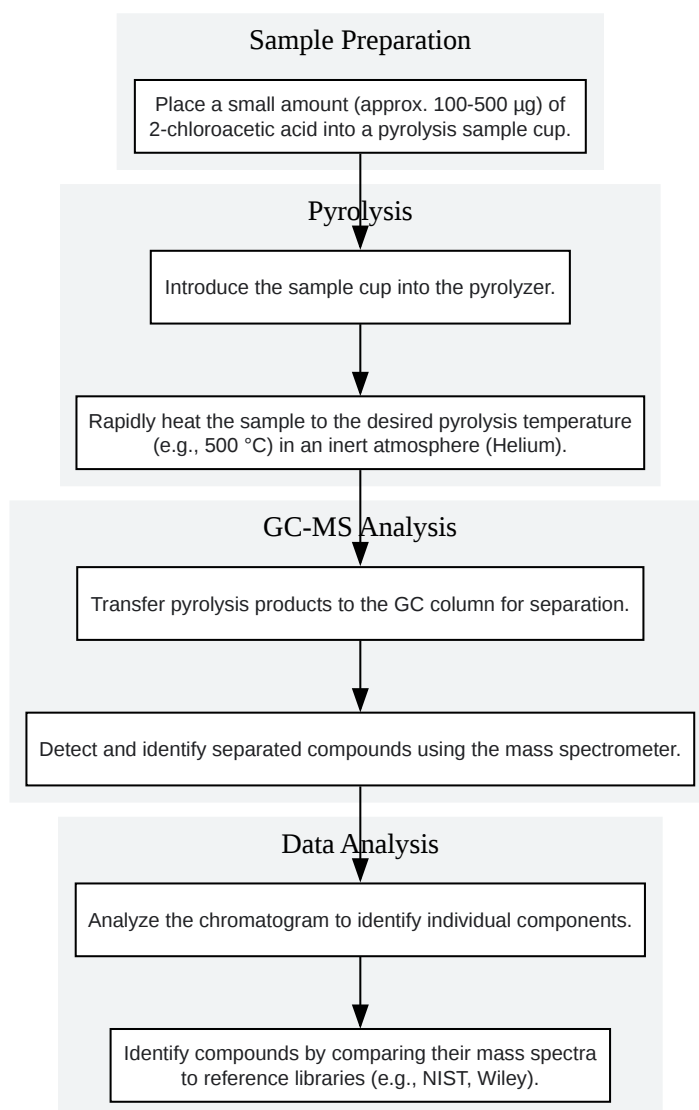 Sample Preparation
Place a small amount (approx. 100-500 µg) of
2-chloroacetic acid into a pyrolysis sample cup.
Pyrolysis
Introduce the sample cup into the pyrolyzer.
Rapidly heat the sample to the desired pyrolysis temperature
(e.g., 500 °C) in an inert atmosphere (Helium).
GC-MS Analysis
Transfer pyrolysis products to the GC column for separation.
Detect and identify separated compounds using the mass spectrometer.
Data Analysis
Analyze the chromatogram to identify individual components.
Identify compounds by comparing their mass spectra
to reference libraries (e.g., NIST, Wiley).